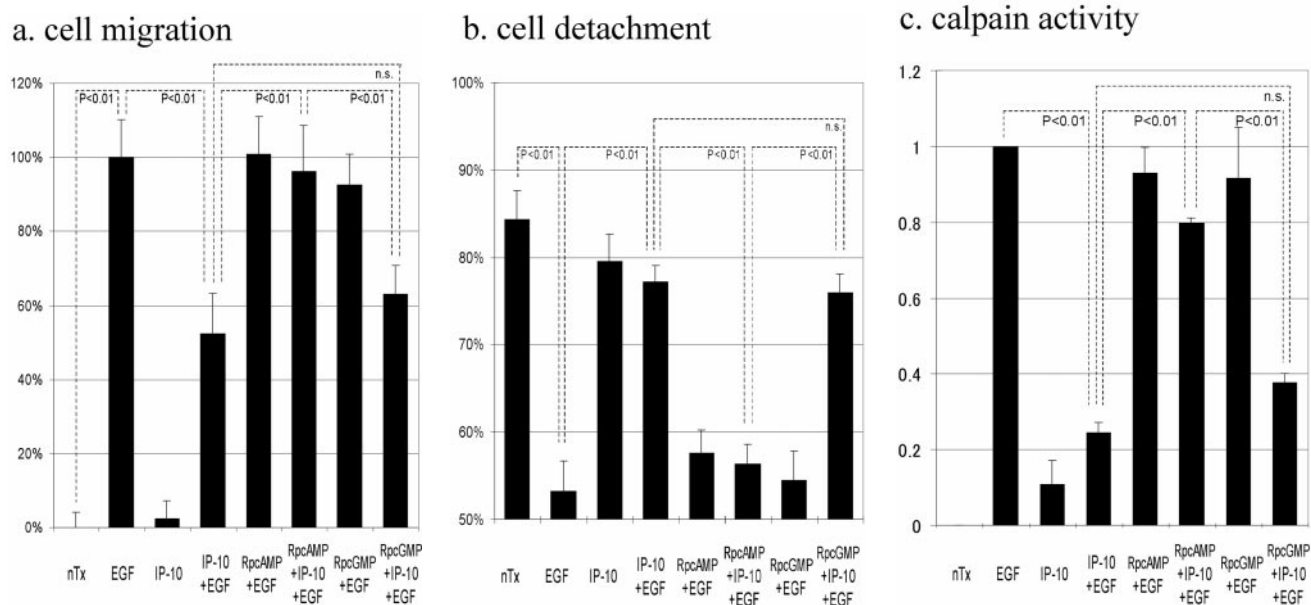 a. cell migration
120%
100%
80%
60%
40%
20%
0%
P<0.01
P<0.01
P<0.01
P<0.01
n.s.
nTx
EGF
IP-10
IP-10
+EGF
RpcAMP
+EGF
RpcAMP
+IP-10
+EGF
RpcGMP
+EGF
RpcGMP
+IP-10
+EGF
b. cell detachment
100%
90%
80%
70%
60%
50%
P<0.01
P<0.01
P<0.01
P<0.01
n.s.
nTx
EGF
IP-10
IP-10
+EGF
RpcAMP
+EGF
RpcAMP
+IP-10
+EGF
RpcGMP
+EGF
RpcGMP
+IP-10
+EGF
c. calpain activity
1.2
1
0.8
0.6
0.4
0.2
0
P<0.01
P<0.01
P<0.01
n.s.
nTx
EGF
IP-10
IP-10
+EGF
RpcAMP
+EGF
RpcAMP
+IP-10
+EGF
RpcGMP
+EGF
RpcGMP
+IP-10
+EGF